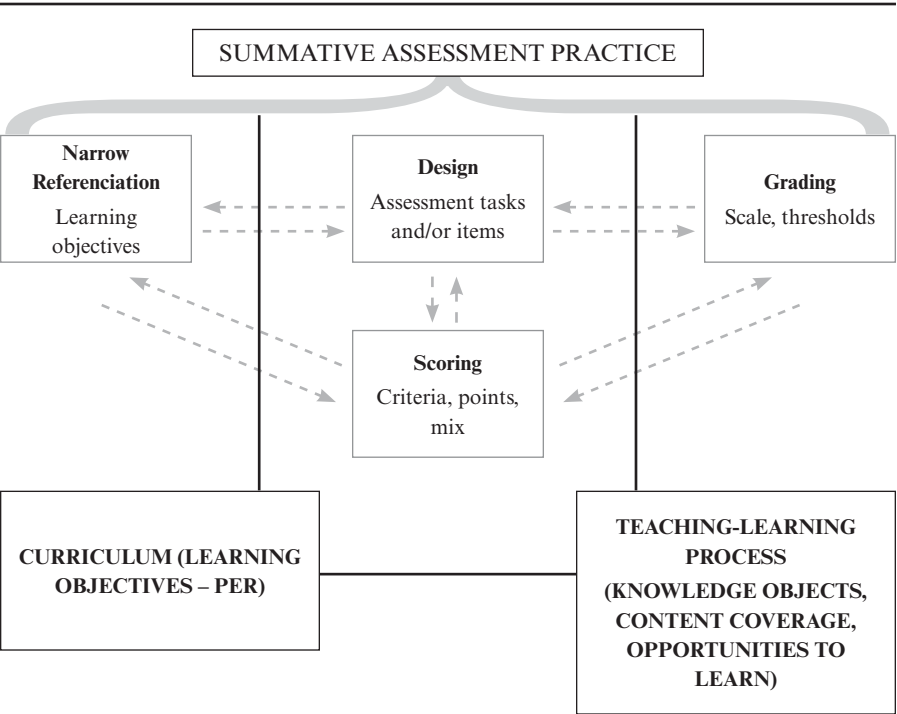 SUMMATIVE ASSESSMENT PRACTICE
Narrow
Referenciation
Learning
objectives
Design
Assessment tasks
and/or items
Grading
Scale, thresholds
Scoring
Criteria, points,
mix
CURRICULUM (LEARNING
OBJECTIVES – PER)
TEACHING-LEARNING
PROCESS
(KNOWLEDGE OBJECTS,
CONTENT COVERAGE,
OPPORTUNITIES TO
LEARN)